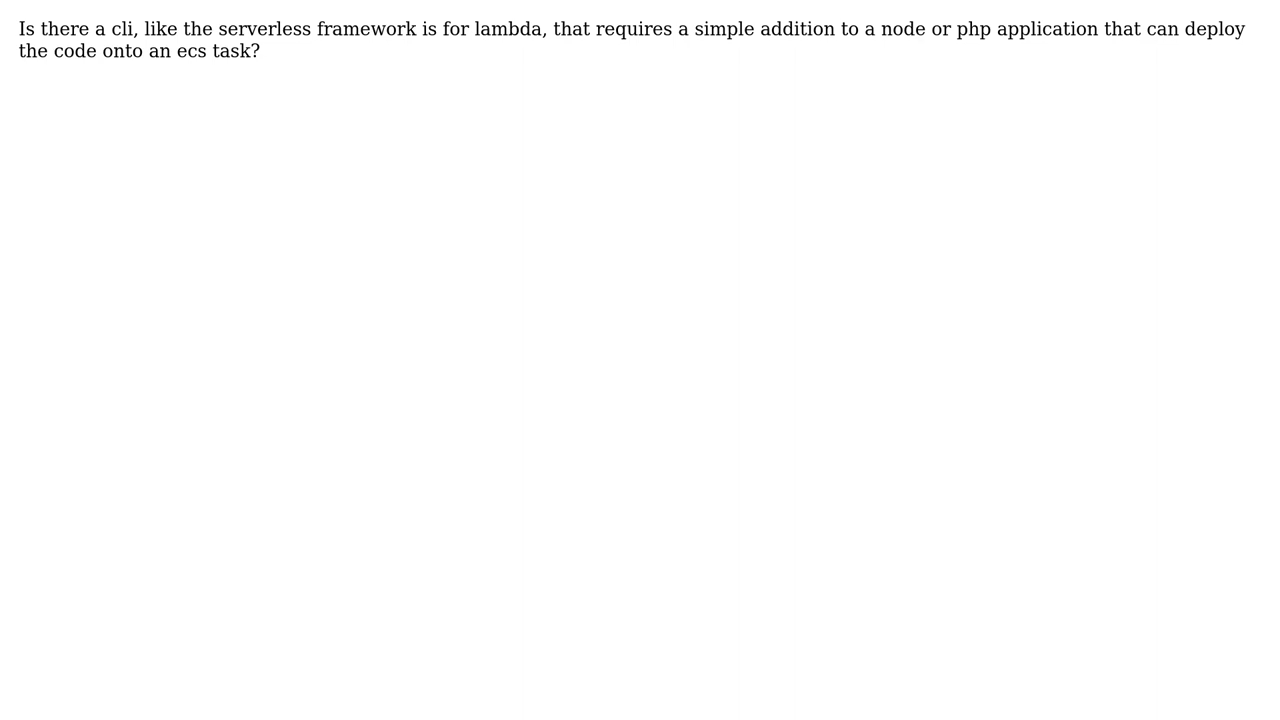 Is there a cli, like the serverless framework is for lambda, that requires a simple addition to a node or php application that can deploy
the code onto an ecs task?